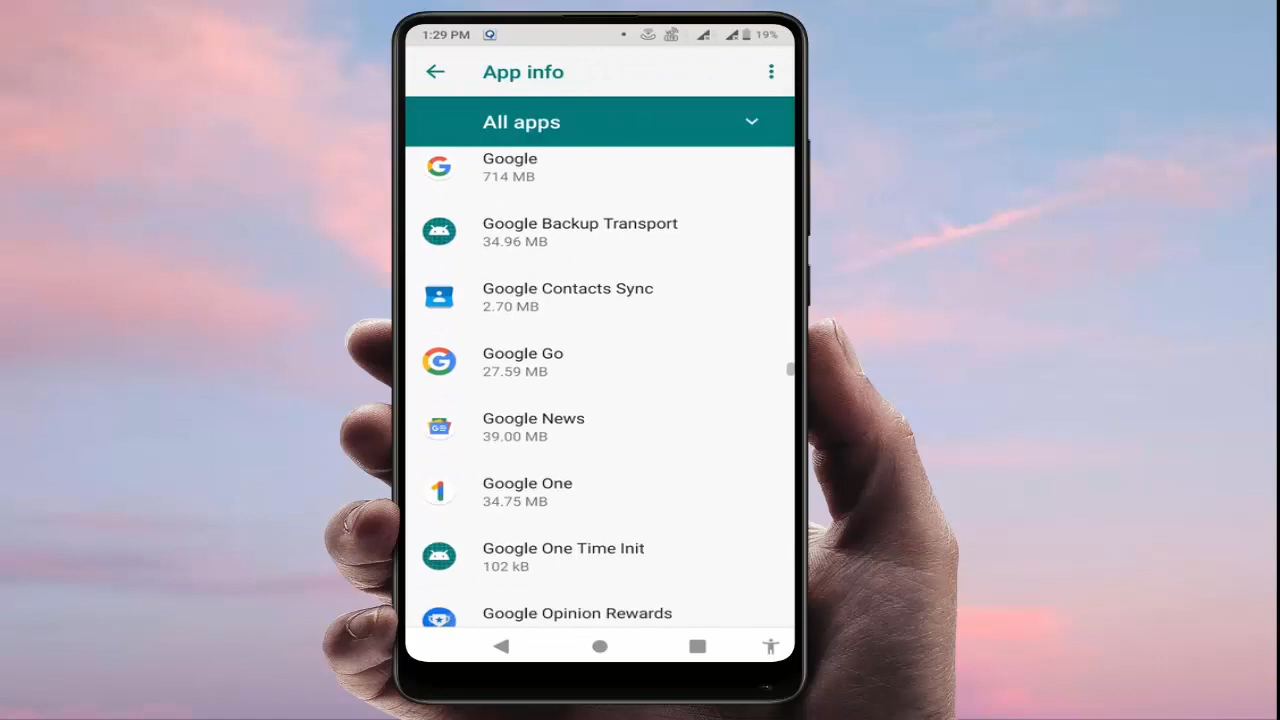 1:29 PM
19%
App info
All apps
Google
714 MB
Google Backup Transport
34.96 MB
Google Contacts Sync
2.70 MB
Google Go
27.59 MB
Google News
39.00 MB
Google One
34.75 MB
Google One Time Init
102 kB
Google Opinion Rewards